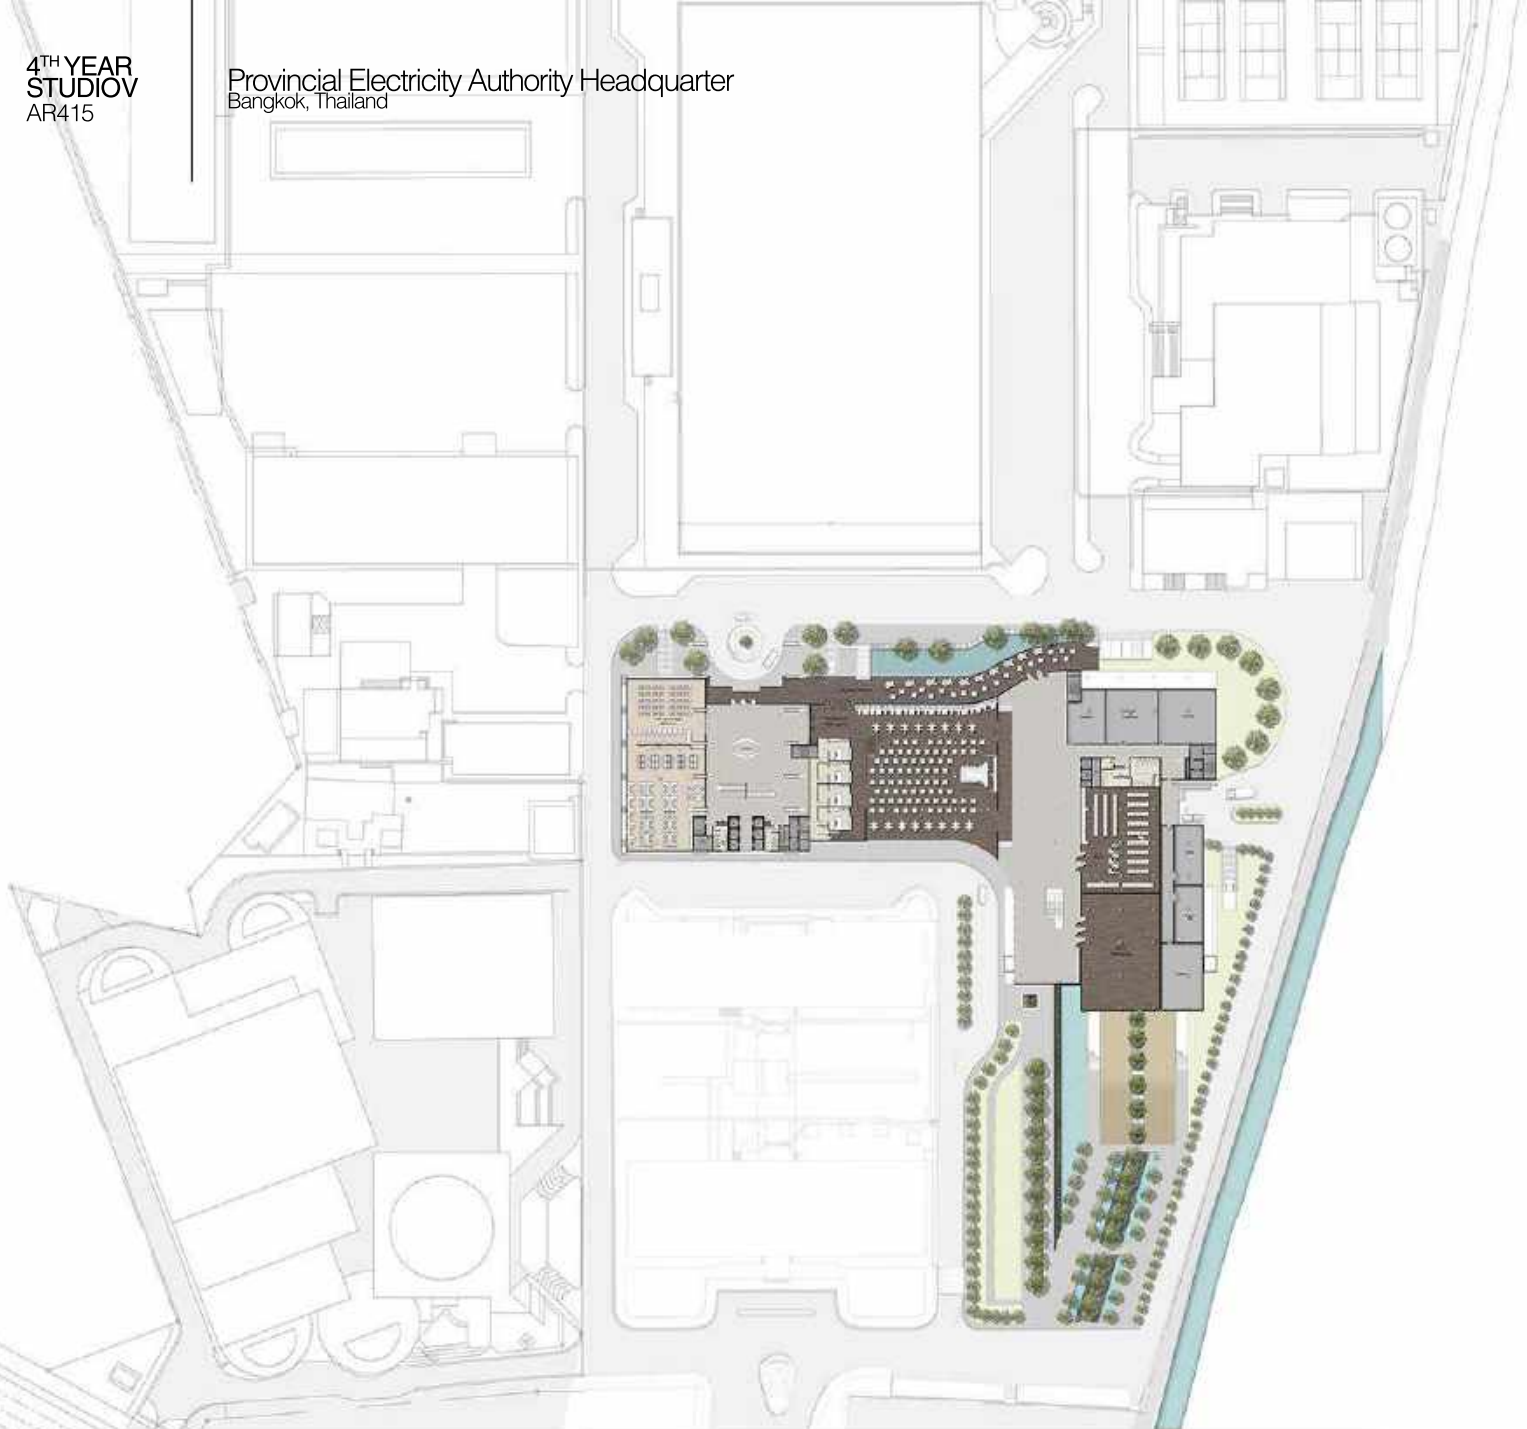 4TH YEAR
STUDIOV
AR415
Provincial Electricity Authority Headquarter
Bangkok, Thailand